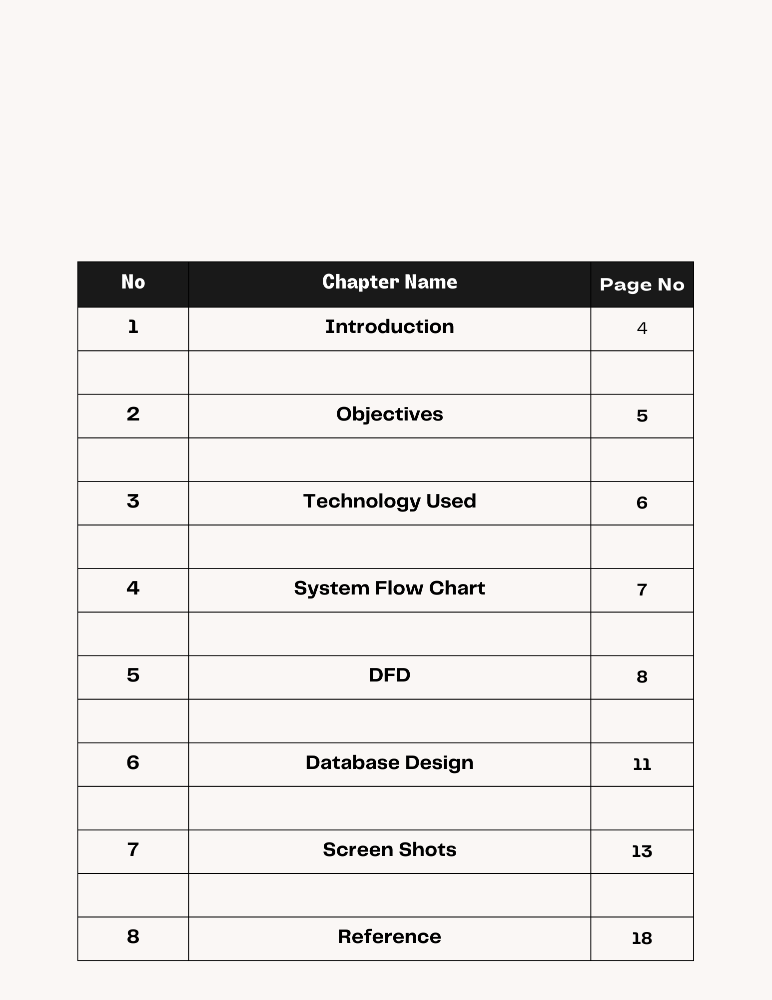 No Chapter Name Page No
1 Introduction 4
2 Objectives 5
3 Technology Used 6
4 System Flow Chart 7
5 DFD 8
6 Database Design 11
7 Screen Shots 13
8 Reference 18